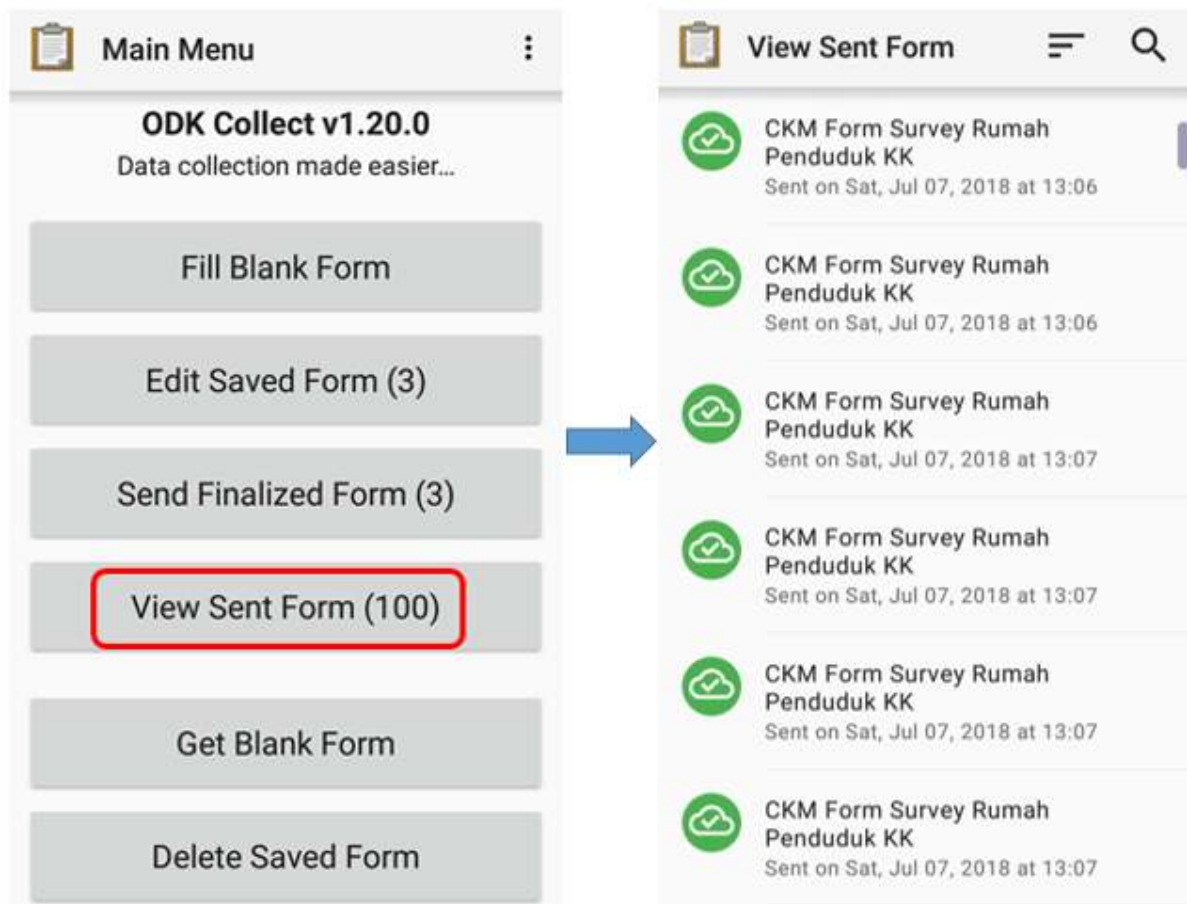 Main Menu
ODK Collect v1.20.0
Data collection made easier...
Fill Blank Form
Edit Saved Form (3)
Send Finalized Form (3)
View Sent Form (100)
Get Blank Form
Delete Saved Form
View Sent Form
CKM Form Survey Rumah
Penduduk KK
Sent on Sat, Jul 07, 2018 at 13:06
CKM Form Survey Rumah
Penduduk KK
Sent on Sat, Jul 07, 2018 at 13:06
CKM Form Survey Rumah
Penduduk KK
Sent on Sat, Jul 07, 2018 at 13:07
CKM Form Survey Rumah
Penduduk KK
Sent on Sat, Jul 07, 2018 at 13:07
CKM Form Survey Rumah
Penduduk KK
Sent on Sat, Jul 07, 2018 at 13:07
CKM Form Survey Rumah
Penduduk KK
Sent on Sat, Jul 07, 2018 at 13:07